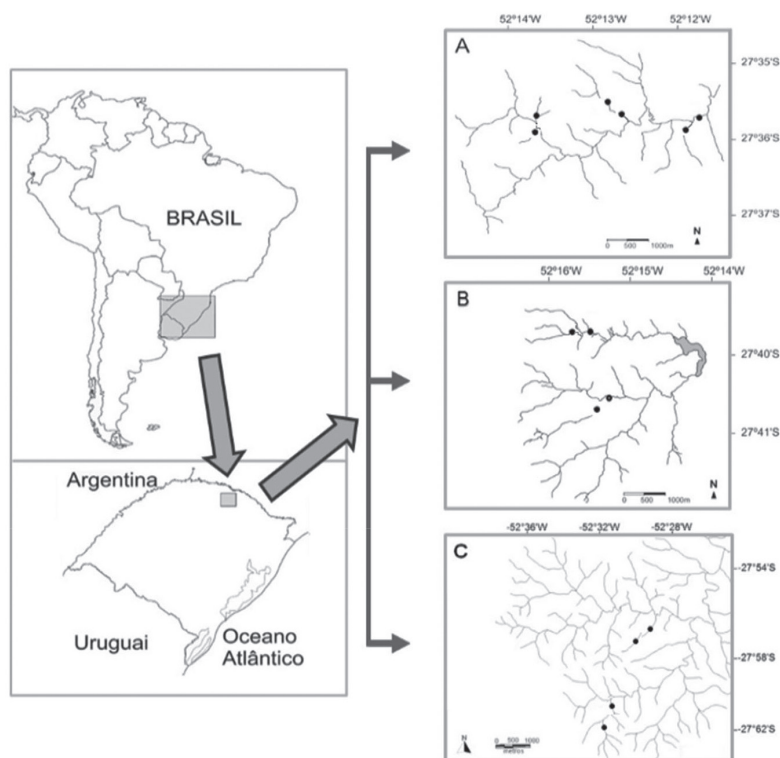 BRASIL
Argentina
Uruguai
Oceano
Atlântico
52°14'W 52°13'W 52°12'W
A
27°35'S
27°36'S
27°37'S
N
0 500 1000m
52°16'W 52°15'W 52°14'W
B
27°40'S
27°41'S
N
0 500 1000m
-52°36'W -52°32'W -52°28'W
C
-27°54'S
-27°58'S
-27°62'S
N
0 500 1000
metros